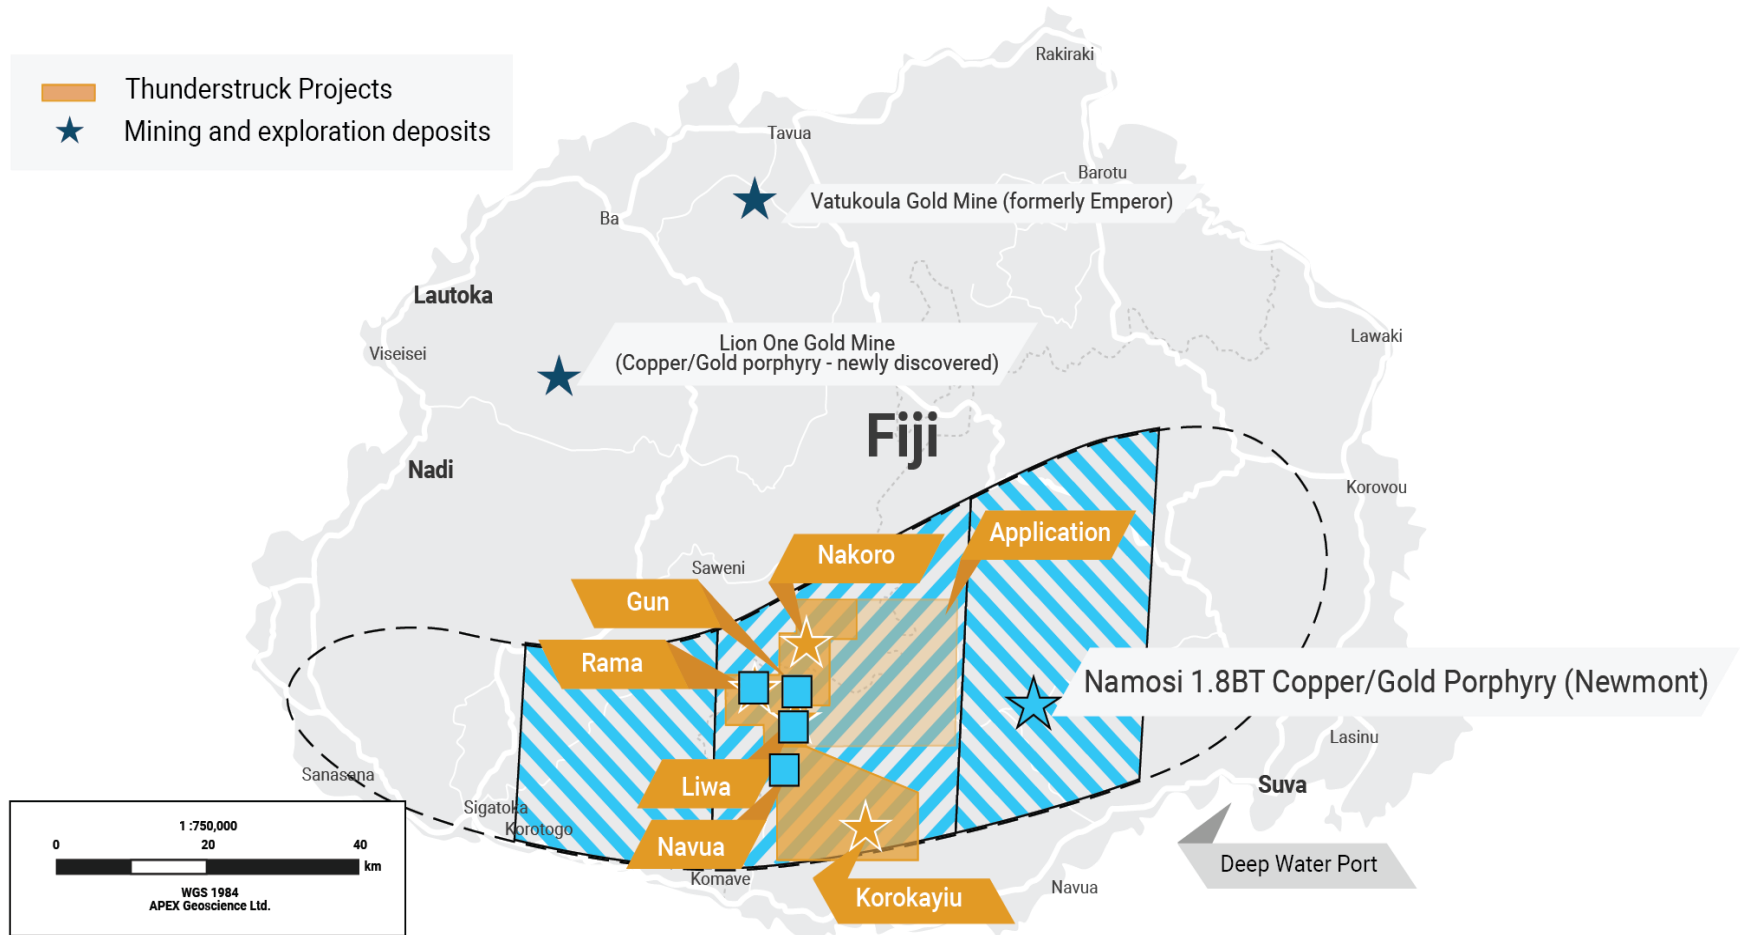 Rakiraki
Thunderstruck Projects
Mining and exploration deposits
Tavua
Barotu
Vatukoula Gold Mine (formerly Emperor)
Ba
Lautoka
Lawaki
Viseisei
Lion One Gold Mine
(Copper/Gold porphyry - newly discovered)
Fiji
Nadi
Korovou
Application
Nakoro
Saweni
Gun
Rama
Namosi 1.8BT Copper/Gold Porphyry (Newmont)
Lasinu
Sanasana
Suva
Liwa
Sigatoka
Korotogo
Navua
Deep Water Port
Komave
Navua
Korokayiu
1 :750,000
0 20 40
km
WGS 1984
APEX Geoscience Ltd.